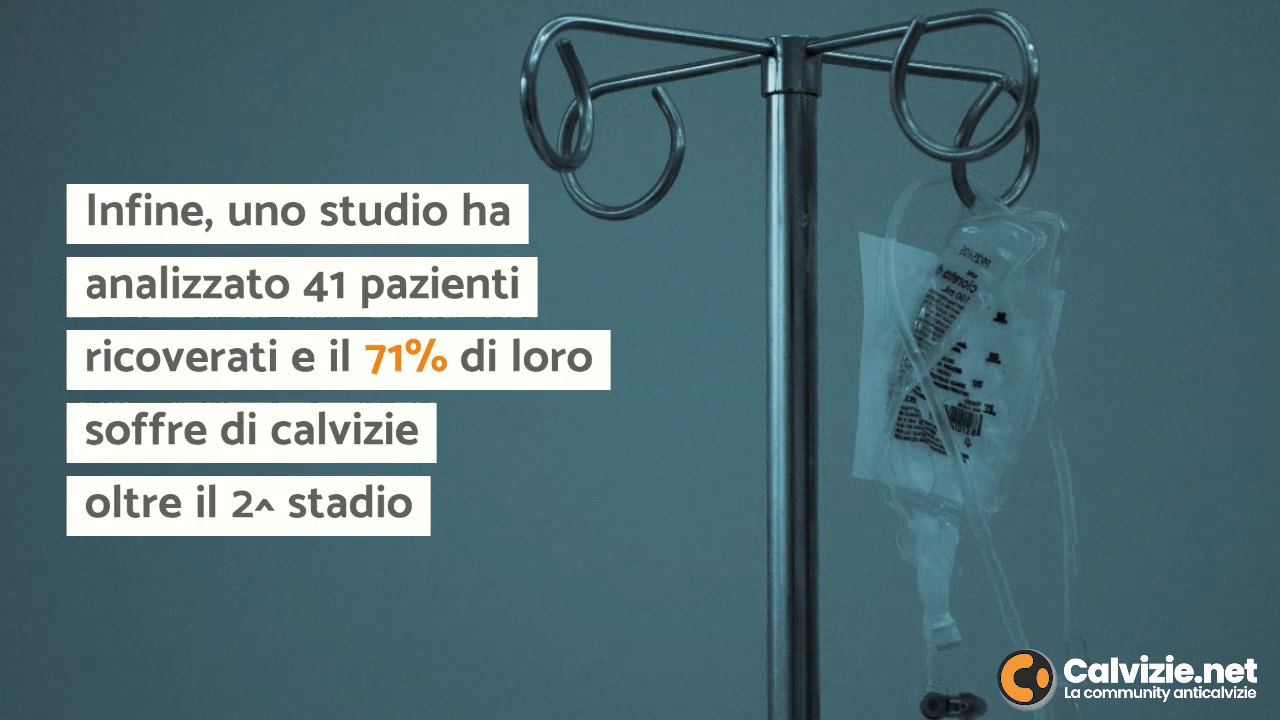 Infine, uno studio ha
analizzato 41 pazienti
ricoverati e il 71% di loro
soffre di calvizie
oltre il 2^ stadio
Calvizie.net
La community anticalvizie